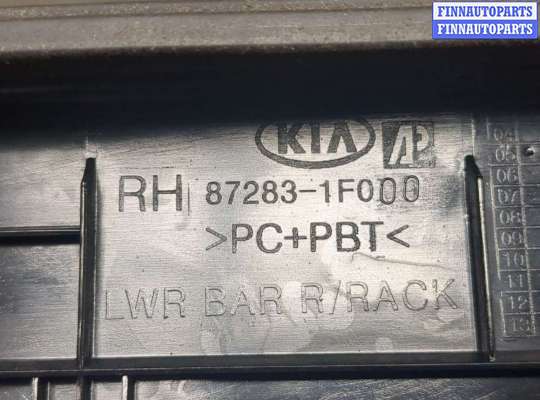 FINNAUTOPARTS
FINNAUTOPARTS
KIA
RH 87283-1F000
>PC+PBT<
LWR BAR R/RACK
04
05
06
07
08
09
10
11
12
13